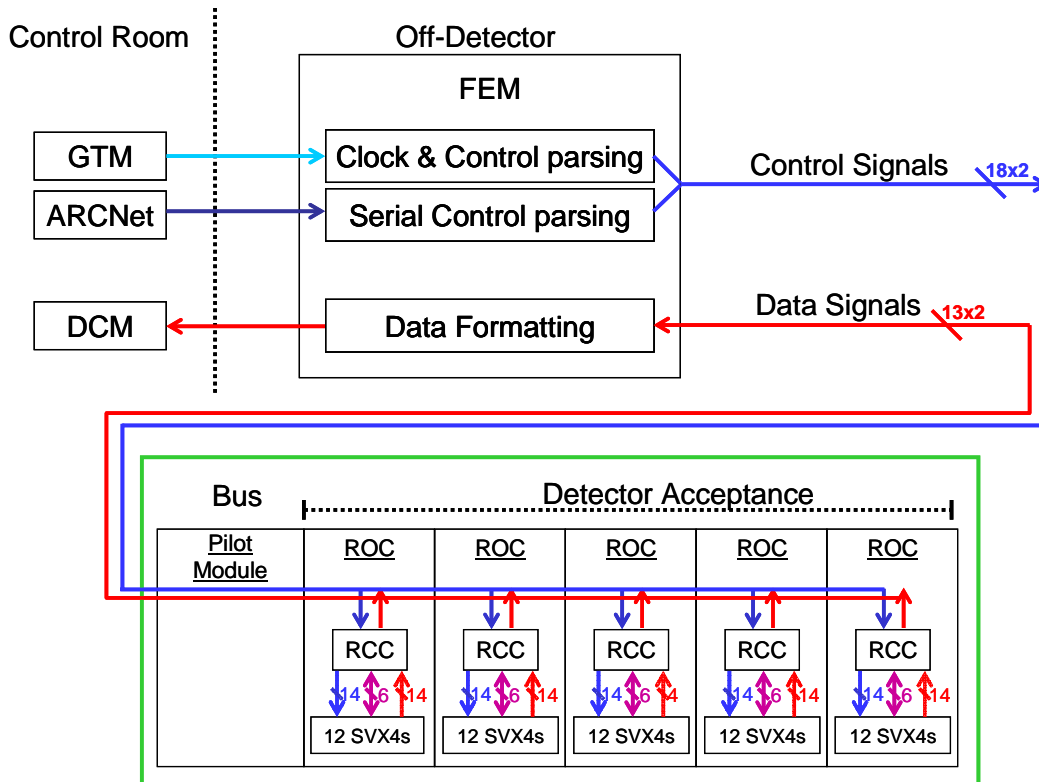 Control Room
Off-Detector
FEM
GTM
Clock & Control parsing
Control Signals
18x2
ARCNet
Serial Control parsing
DCM
Data Formatting
Data Signals
13x2
Bus
Detector Acceptance
Pilot
Module
ROC
ROC
ROC
ROC
ROC
RCC
RCC
RCC
RCC
RCC
14 6 14
14 6 14
14 6 4
14 6 14
14 6 14
12 SVX4s
12 SVX4s
12 SVX4s
12 SVX4s
12 SVX4s